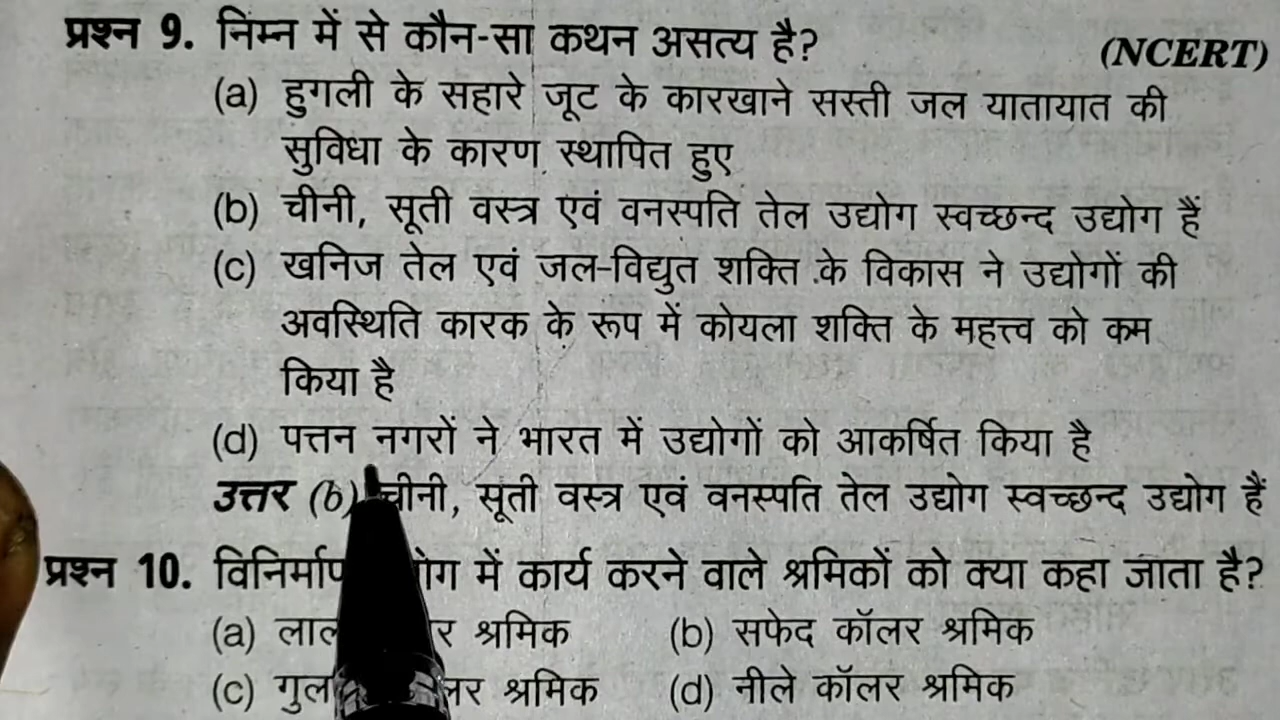 प्रश्न 9. निम्न में से कौन-सा कथन असत्य है? (NCERT)
(a) हुगली के सहारे जूट के कारखाने सस्ती जल यातायात की
सुविधा के कारण स्थापित हुए
(b) चीनी, सूती वस्त्र एवं वनस्पति तेल उद्योग स्वच्छन्द उद्योग हैं
(c) खनिज तेल एवं जल-विद्युत शक्ति के विकास ने उद्योगों की
अवस्थिति कारक के रूप में कोयला शक्ति के महत्त्व को कम
किया है
(d) पत्तन नगरों ने भारत में उद्योगों को आकर्षित किया है
उत्तर (b) चीनी, सूती वस्त्र एवं वनस्पति तेल उद्योग स्वच्छन्द उद्योग हैं
प्रश्न 10. में कार्य करने वाले श्रमिकों को क्या कहा जाता है?
(a) श्रमिक (b) सफेद कॉलर श्रमिक
(c) श्रमिक (d) नीले कॉलर श्रमिक